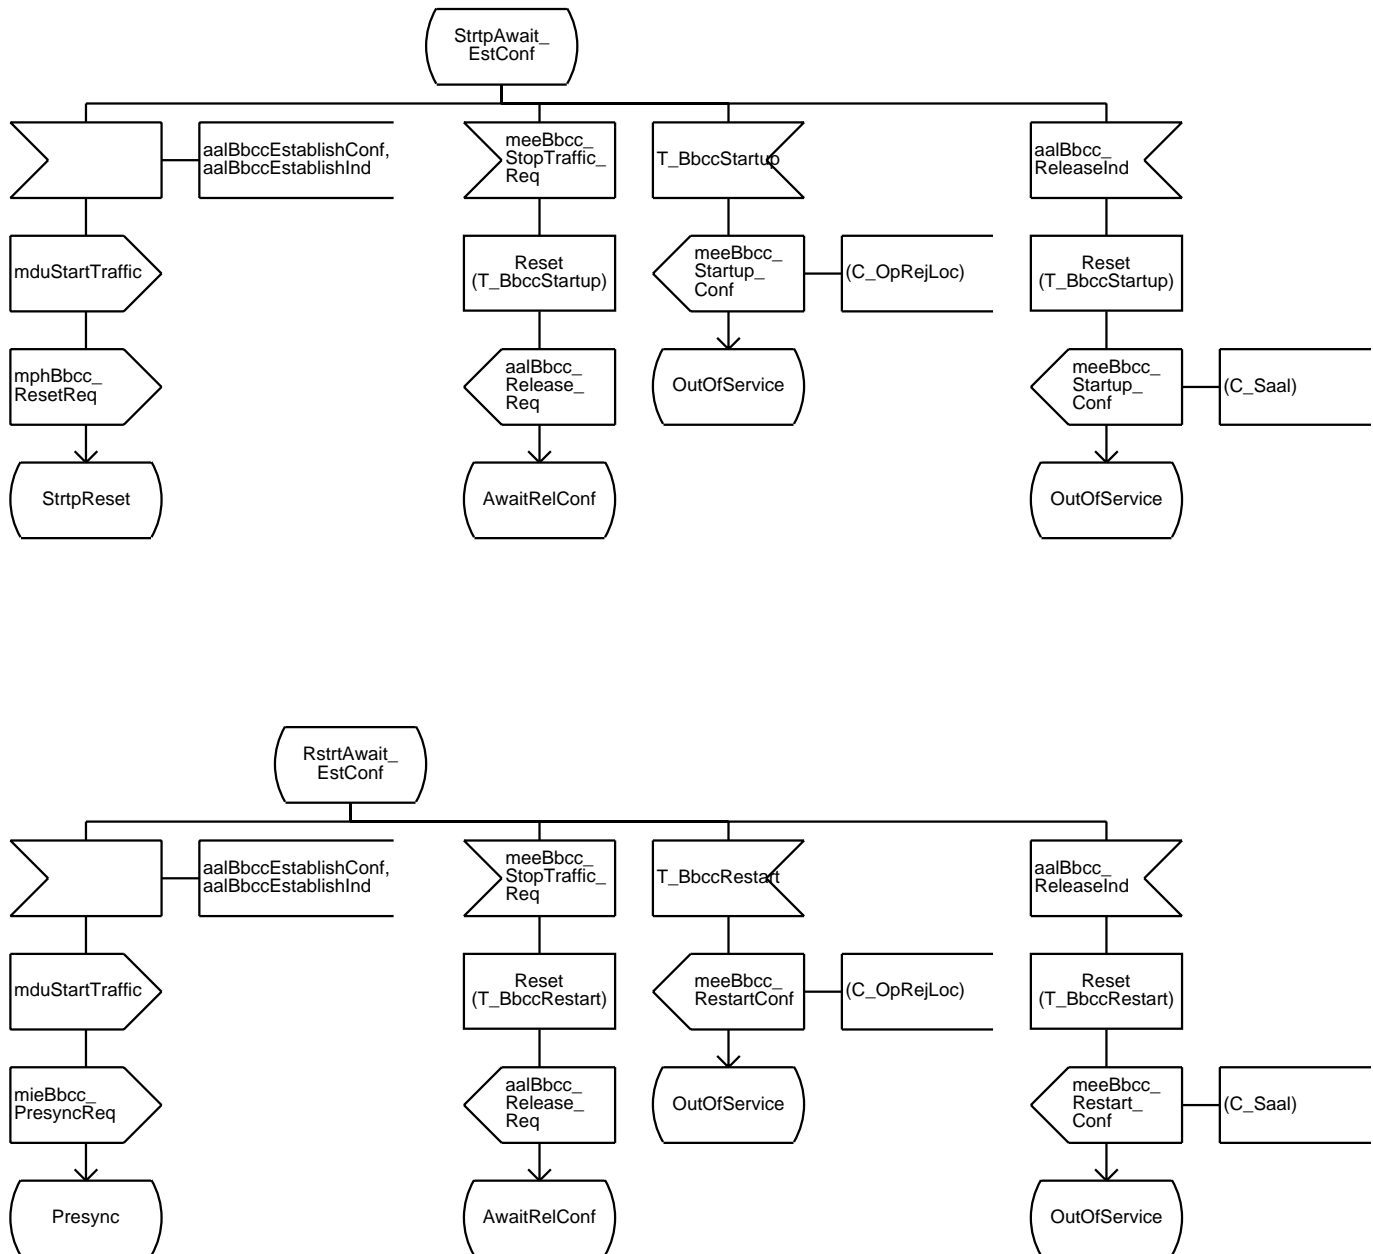 StrtpAwait_
EstConf
aalBbccEstablishConf,
aalBbccEstablishInd
meeBbcc_
StopTraffic_
Req
T_BbccStartup
aalBbcc_
ReleaseInd
mduStartTraffic
Reset
(T_BbccStartup)
meeBbcc_
Startup_
Conf
(C_OpRejLoc)
Reset
(T_BbccStartup)
mphBbcc_
ResetReq
aalBbcc_
Release_
Req
OutOfService
meeBbcc_
Startup_
Conf
(C_Saal)
StrtpReset
AwaitRelConf
OutOfService
RstrtAwait_
EstConf
aalBbccEstablishConf,
aalBbccEstablishInd
meeBbcc_
StopTraffic_
Req
T_BbccRestart
aalBbcc_
ReleaseInd
mduStartTraffic
Reset
(T_BbccRestart)
meeBbcc_
RestartConf
(C_OpRejLoc)
Reset
(T_BbccRestart)
mieBbcc_
PresyncReq
aalBbcc_
Release_
Req
OutOfService
meeBbcc_
Restart_
Conf
(C_Saal)
Presync
AwaitRelConf
OutOfService